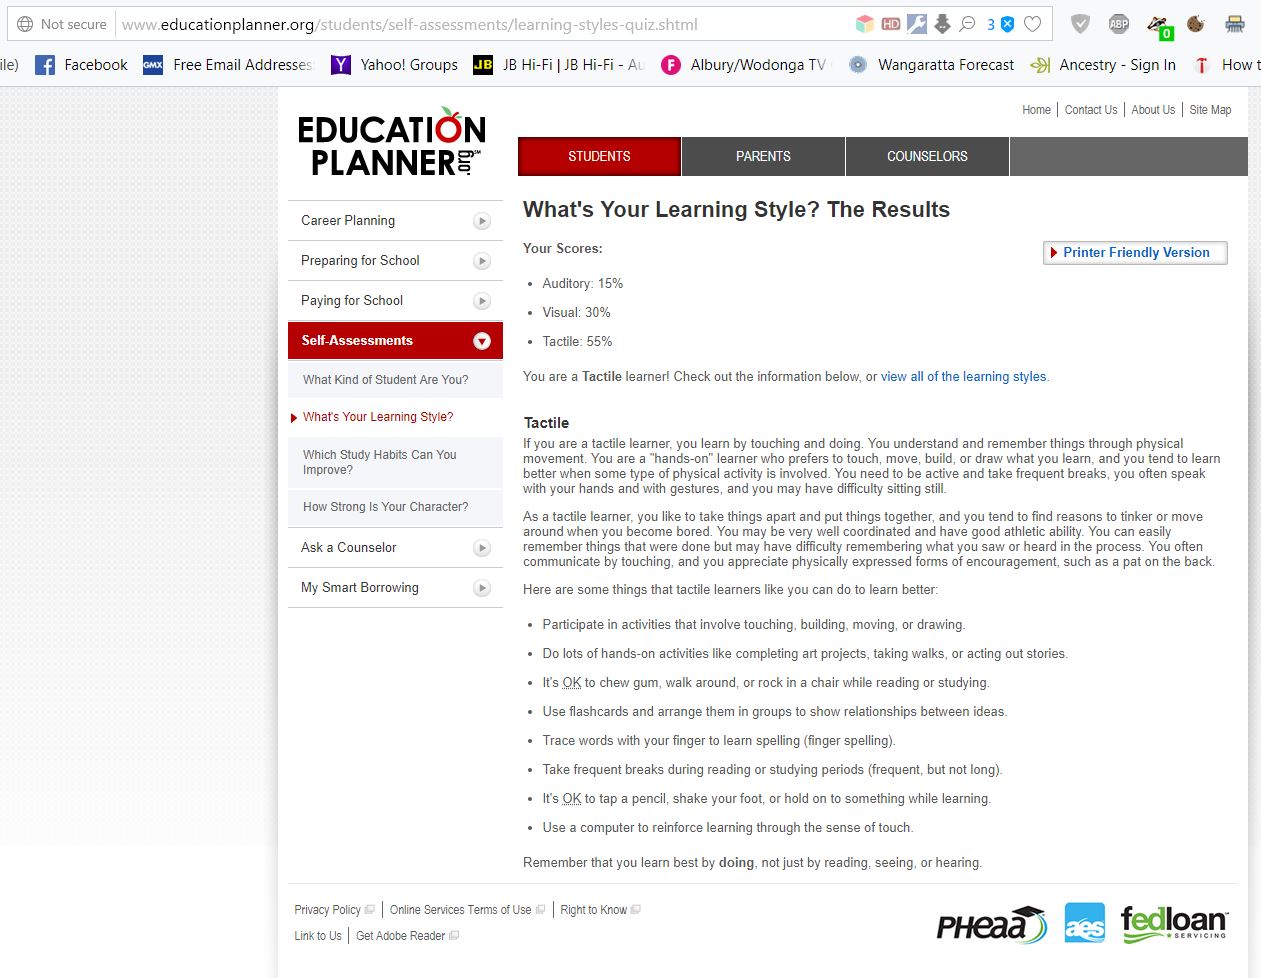 Not secure www.educationplanner.org/students/self-assessments/learning-styles-quiz.shtml HD 3 ABP 0
ile) Facebook GMX Free Email Addresses Y Yahoo! Groups JB JB Hi-Fi | JB Hi-Fi - Au F Albury/Wodonga TV Wangaratta Forecast Ancestry - Sign In T How t
Home Contact Us About Us Site Map
EDUCATION
PLANNER.org
STUDENTS PARENTS COUNSELORS
Career Planning
Preparing for School
Paying for School
Self-Assessments
What Kind of Student Are You?
What's Your Learning Style?
Which Study Habits Can You
Improve?
How Strong Is Your Character?
Ask a Counselor
My Smart Borrowing
What's Your Learning Style? The Results
Your Scores:
Printer Friendly Version
• Auditory: 15%
• Visual: 30%
• Tactile: 55%
You are a Tactile learner! Check out the information below, or view all of the learning styles.
Tactile
If you are a tactile learner, you learn by touching and doing. You understand and remember things through physical
movement. You are a "hands-on" learner who prefers to touch, move, build, or draw what you learn, and you tend to learn
better when some type of physical activity is involved. You need to be active and take frequent breaks, you often speak
with your hands and with gestures, and you may have difficulty sitting still.
As a tactile learner, you like to take things apart and put things together, and you tend to find reasons to tinker or move
around when you become bored. You may be very well coordinated and have good athletic ability. You can easily
remember things that were done but may have difficulty remembering what you saw or heard in the process. You often
communicate by touching, and you appreciate physically expressed forms of encouragement, such as a pat on the back.
Here are some things that tactile learners like you can do to learn better:
• Participate in activities that involve touching, building, moving, or drawing.
• Do lots of hands-on activities like completing art projects, taking walks, or acting out stories.
• It's OK to chew gum, walk around, or rock in a chair while reading or studying.
• Use flashcards and arrange them in groups to show relationships between ideas.
• Trace words with your finger to learn spelling (finger spelling).
• Take frequent breaks during reading or studying periods (frequent, but not long).
• It's OK to tap a pencil, shake your foot, or hold on to something while learning.
• Use a computer to reinforce learning through the sense of touch.
Remember that you learn best by doing, not just by reading, seeing, or hearing.
Privacy Policy Online Services Terms of Use Right to Know
Link to Us Get Adobe Reader
PHEAA aes fedloan
SERVICING